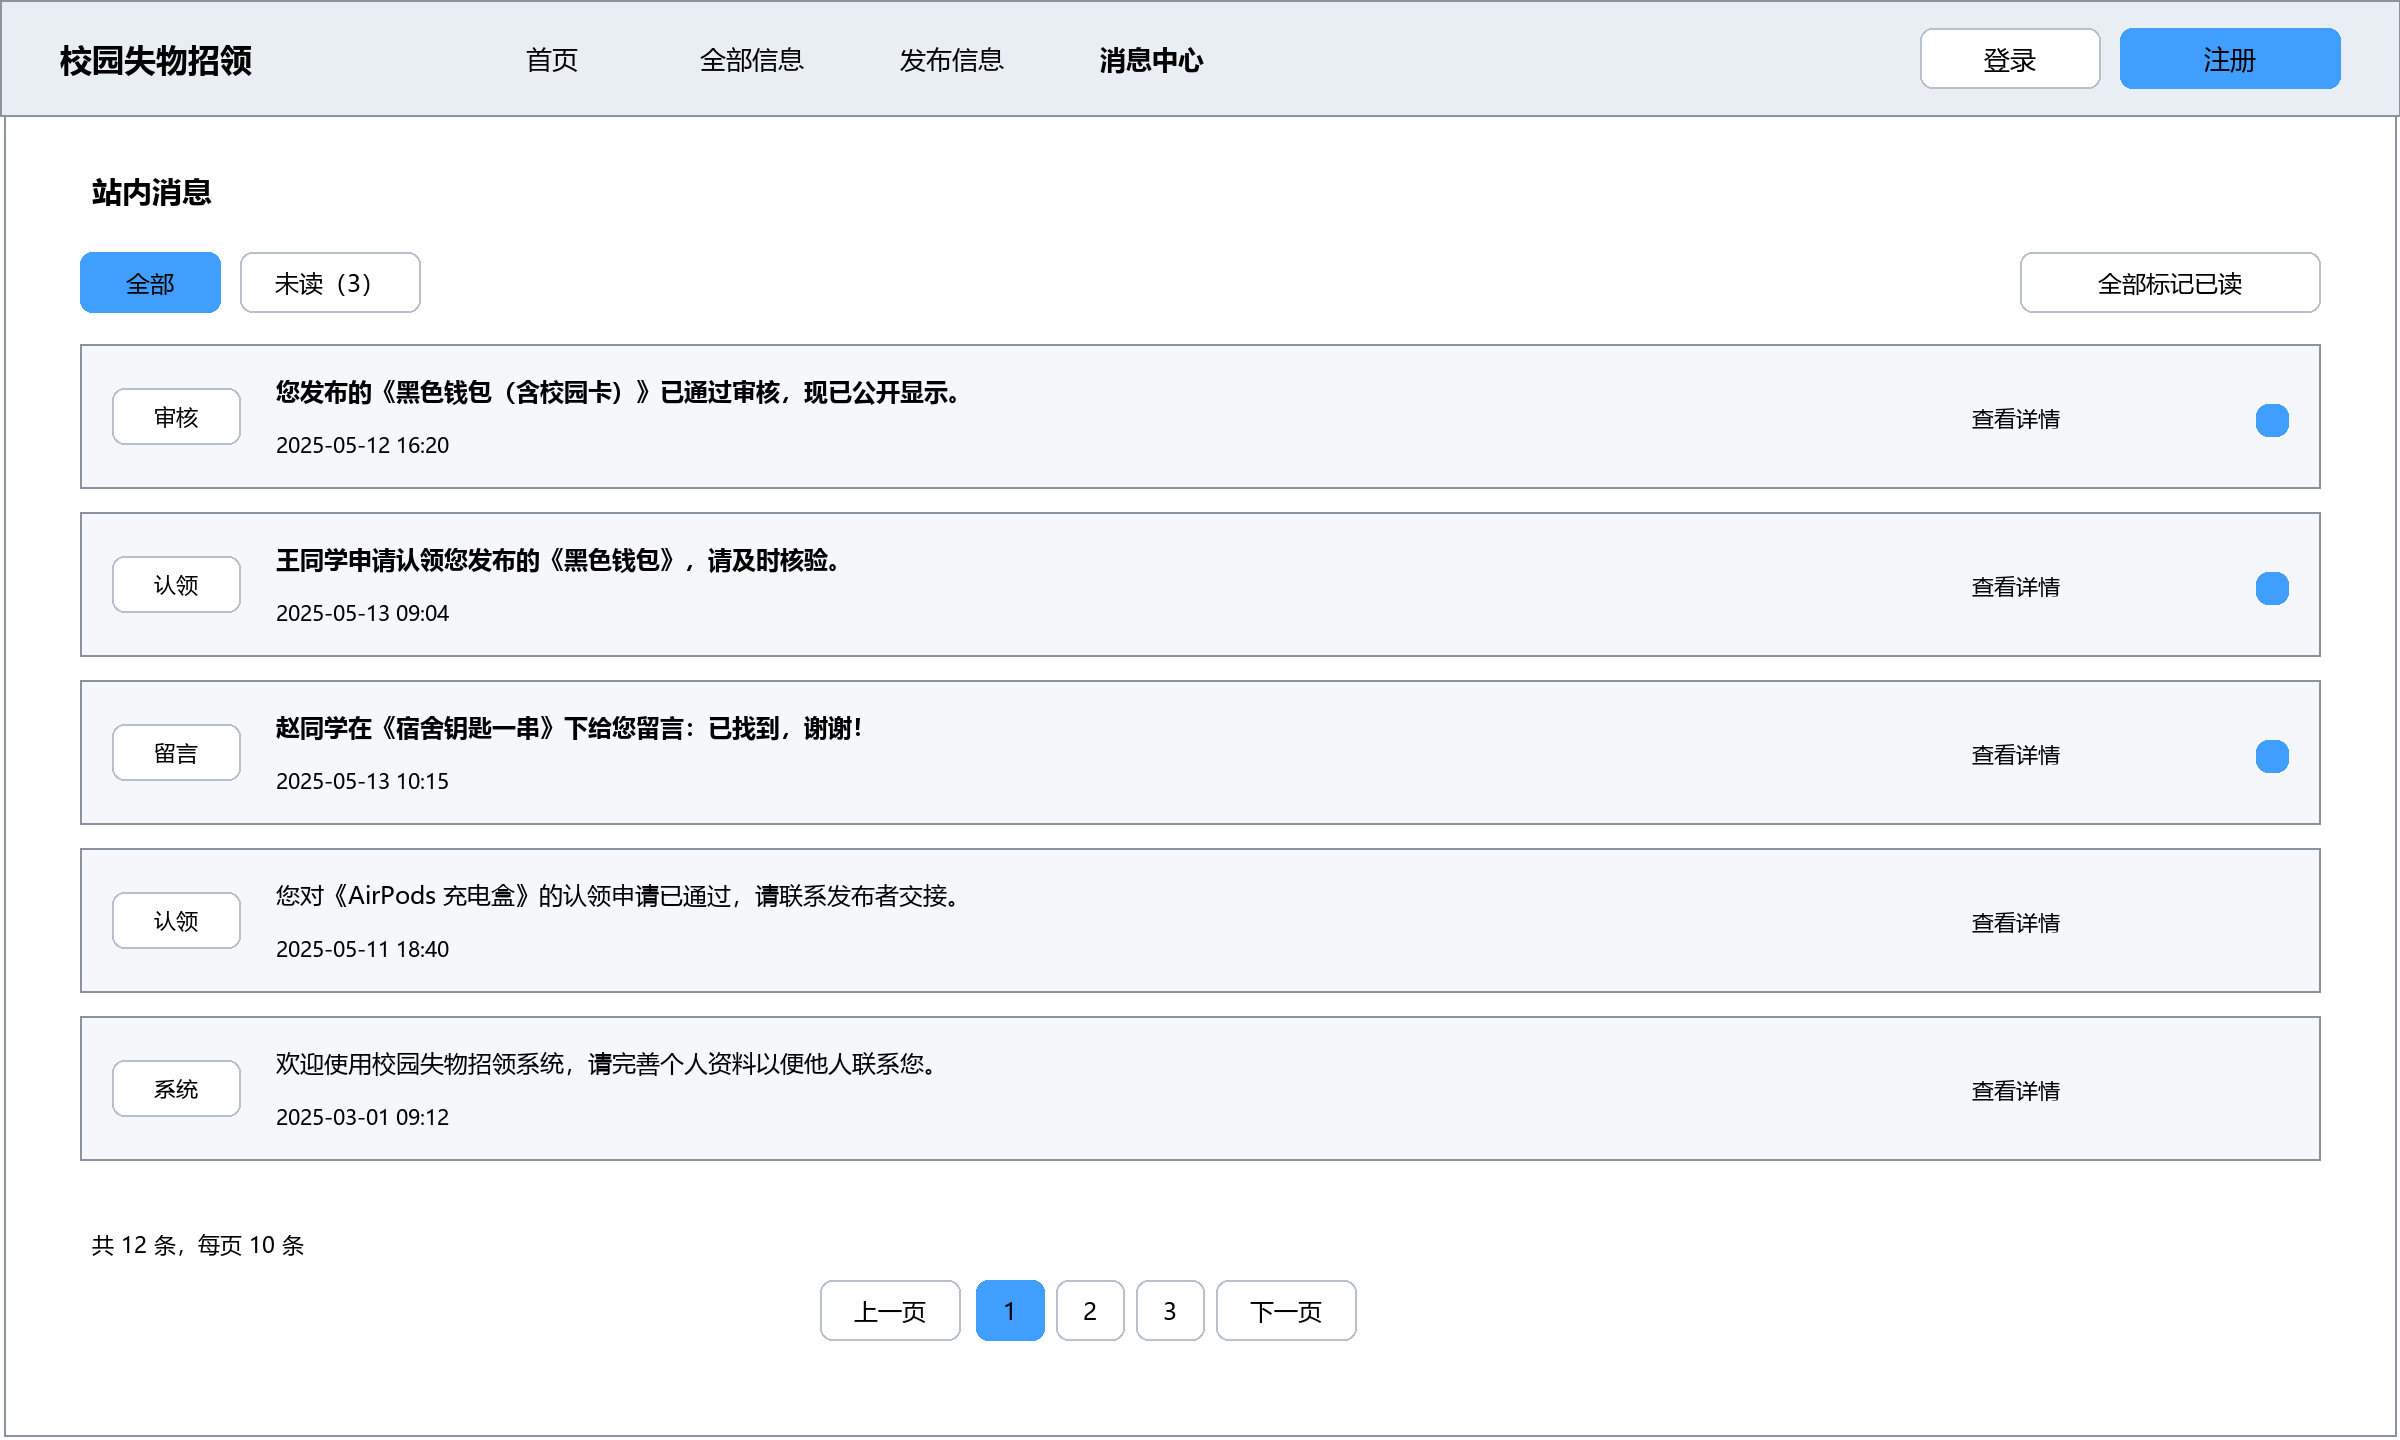 校园失物招领 首页 全部信息 发布信息 消息中心 登录 注册
站内消息
全部 未读（3） 全部标记已读
您发布的《黑色钱包（含校园卡）》已通过审核，现已公开显示。
审核 查看详情
2025-05-12 16:20
王同学申请认领您发布的《黑色钱包》，请及时核验。
认领 查看详情
2025-05-13 09:04
赵同学在《宿舍钥匙一串》下给您留言：已找到，谢谢！
留言 查看详情
2025-05-13 10:15
您对《AirPods 充电盒》的认领申请已通过，请联系发布者交接。
认领 查看详情
2025-05-11 18:40
欢迎使用校园失物招领系统，请完善个人资料以便他人联系您。
系统 查看详情
2025-03-01 09:12
共 12 条，每页 10 条
上一页 1 2 3 下一页